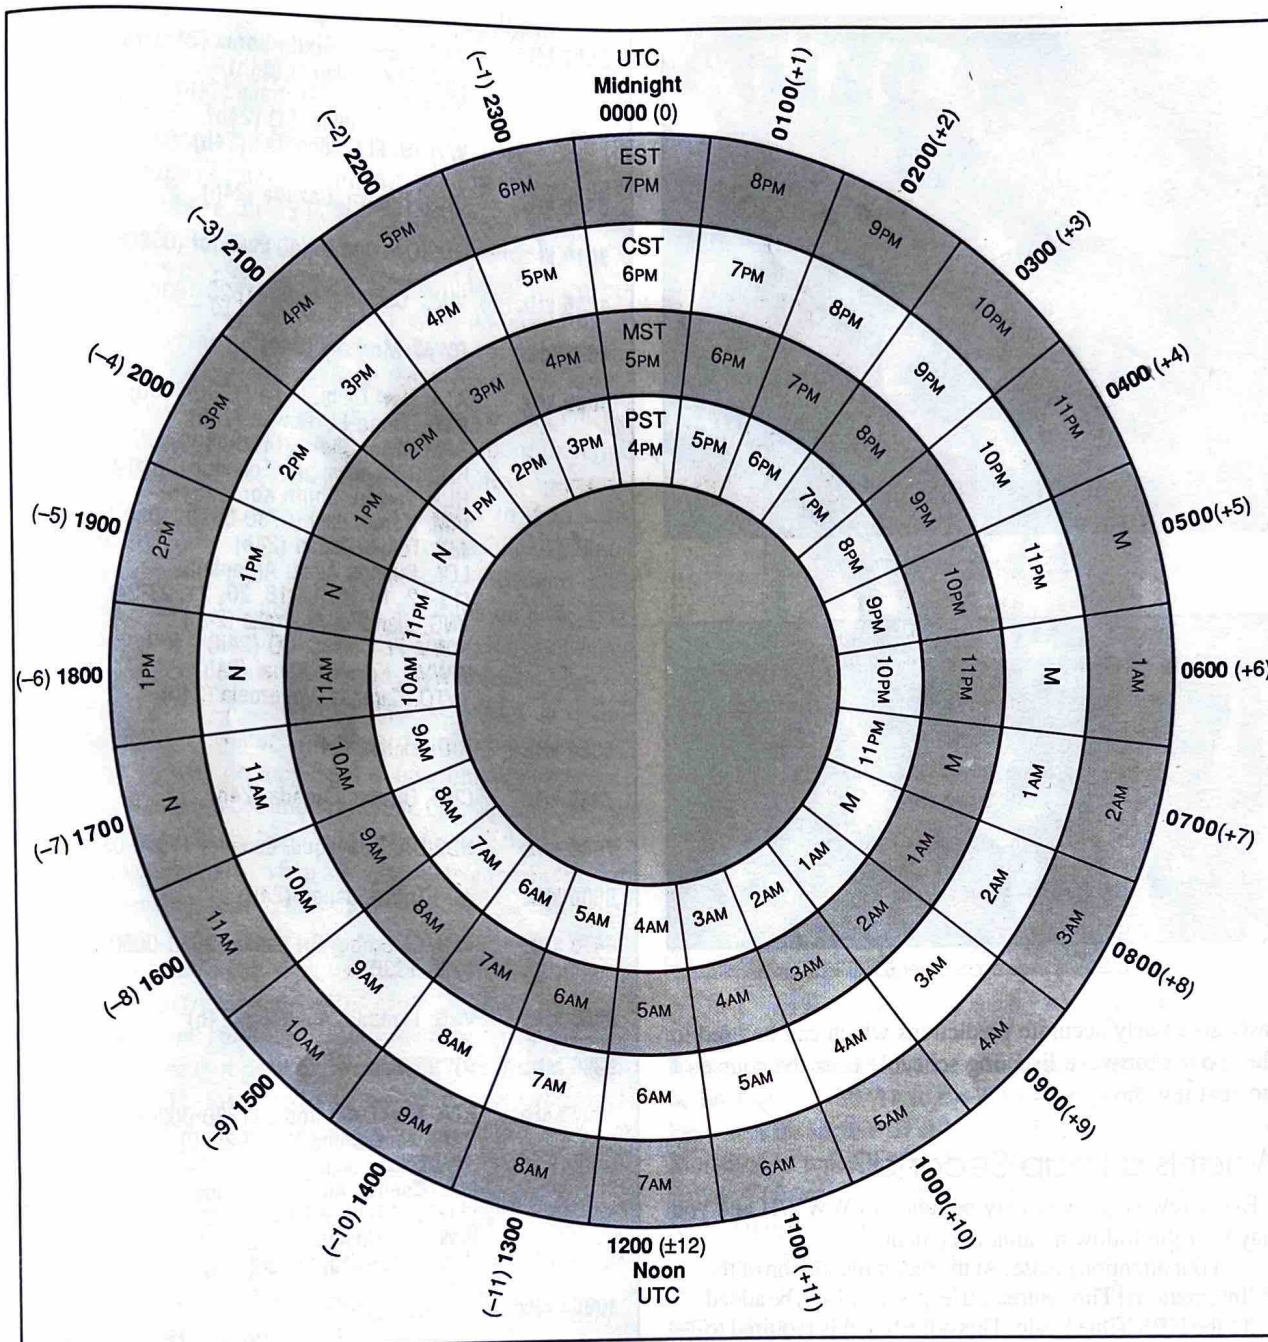 UTC
Midnight
0000 (0)
0100(+1)
0200(+2)
0300 (+3)
0400(+4)
0500(+5)
0600 (+6)
0700(+7)
0800(+8)
0900(+9)
1000(+10)
1100(+11)
1200 (±12)
Noon
UTC
(–11) 1300
(–10) 1400
(–9) 1500
(–8) 1600
(–7) 1700
(–6) 1800
(–5) 1900
(–4) 2000
(–3) 2100
(–2) 2200
(–1) 2300
EST
7PM
8PM
9PM
10PM
11PM
M
1AM
2AM
3AM
4AM
5AM
6AM
7AM
8AM
9AM
10AM
11AM
N
1PM
2PM
3PM
4PM
5PM
6PM
CST
6PM
7PM
8PM
9PM
10PM
11PM
M
1AM
2AM
3AM
4AM
5AM
6AM
7AM
8AM
9AM
10AM
11AM
N
1PM
2PM
3PM
4PM
5PM
MST
5PM
6PM
7PM
8PM
9PM
10PM
11PM
M
1AM
2AM
3AM
4AM
5AM
6AM
7AM
8AM
9AM
10AM
11AM
N
1PM
2PM
3PM
4PM
PST
4PM
5PM
6PM
7PM
8PM
9PM
10PM
11PM
M
1AM
2AM
3AM
4AM
5AM
6AM
7AM
8AM
9AM
10AM
11PM
N
1PM
2PM
3PM